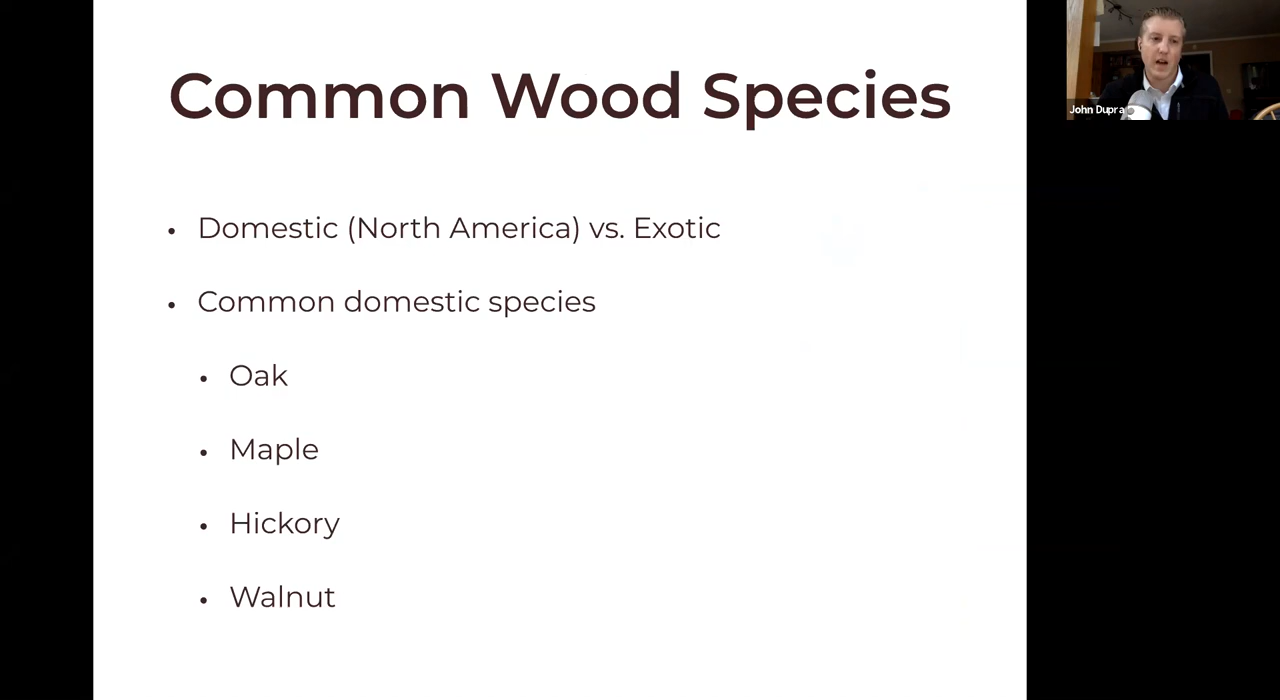 Common Wood Species
• Domestic (North America) vs. Exotic
• Common domestic species
• Oak
• Maple
• Hickory
• Walnut
John Dupra